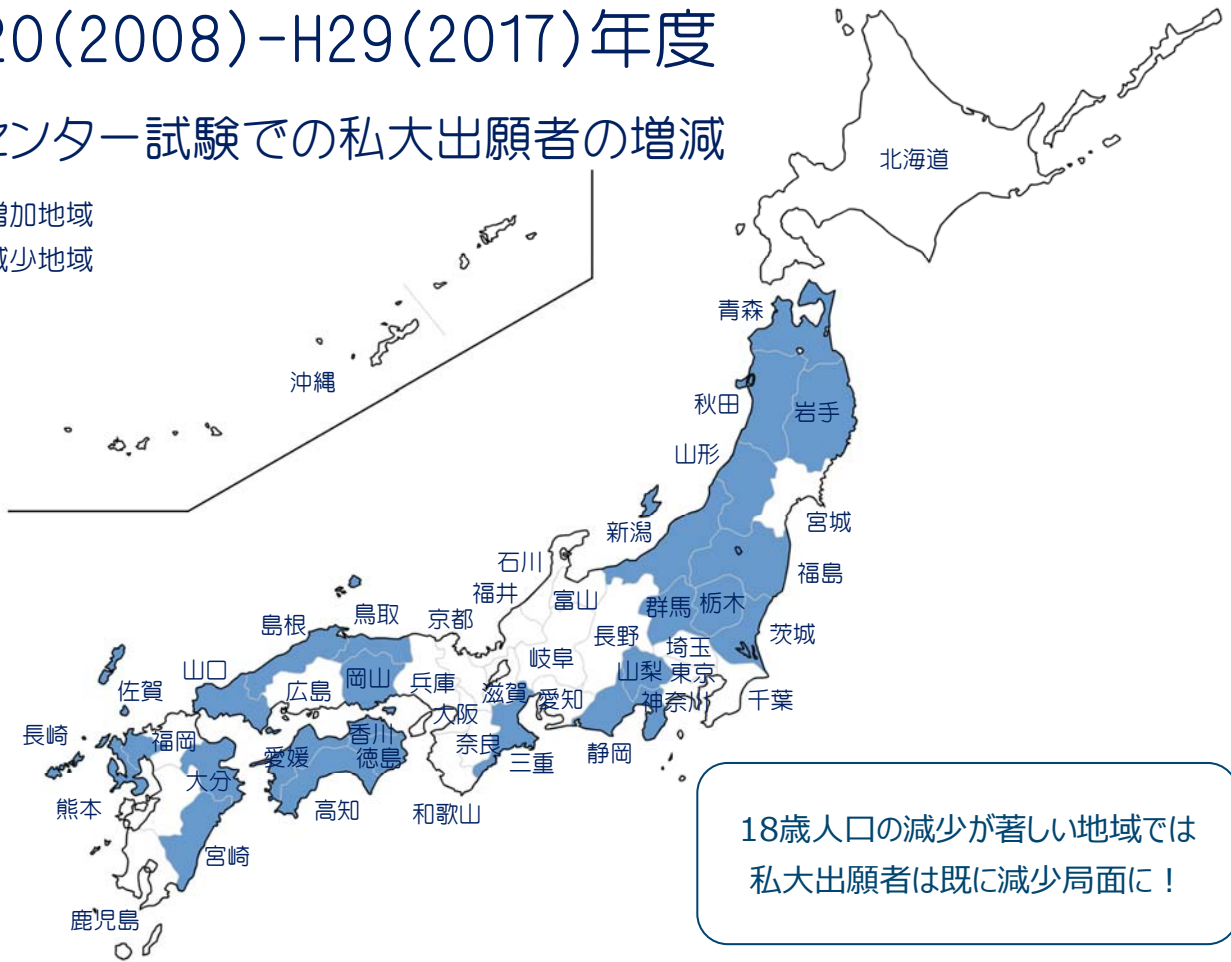 20(2008)-H29(2017)年度
センター試験での私大出願者の増減
増加地域
減少地域
北海道
沖縄
青森
秋田
岩手
山形
宮城
新潟
石川
福島
福井
富山
群馬
栃木
島根
鳥取
京都
長野
埼玉
茨城
山口
岐阜
山梨
東京
佐賀
広島
岡山
兵庫
滋賀
愛知
神奈川
千葉
大阪
長崎
福岡
香川
奈良
静岡
大分
愛媛
徳島
三重
熊本
高知
和歌山
宮崎
鹿児島
18歳人口の減少が著しい地域では
私大出願者は既に減少局面に！